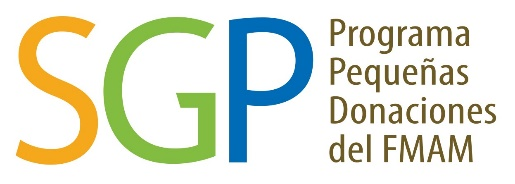 SGP
Programa
Pequeñas
Donaciones
del FMAM